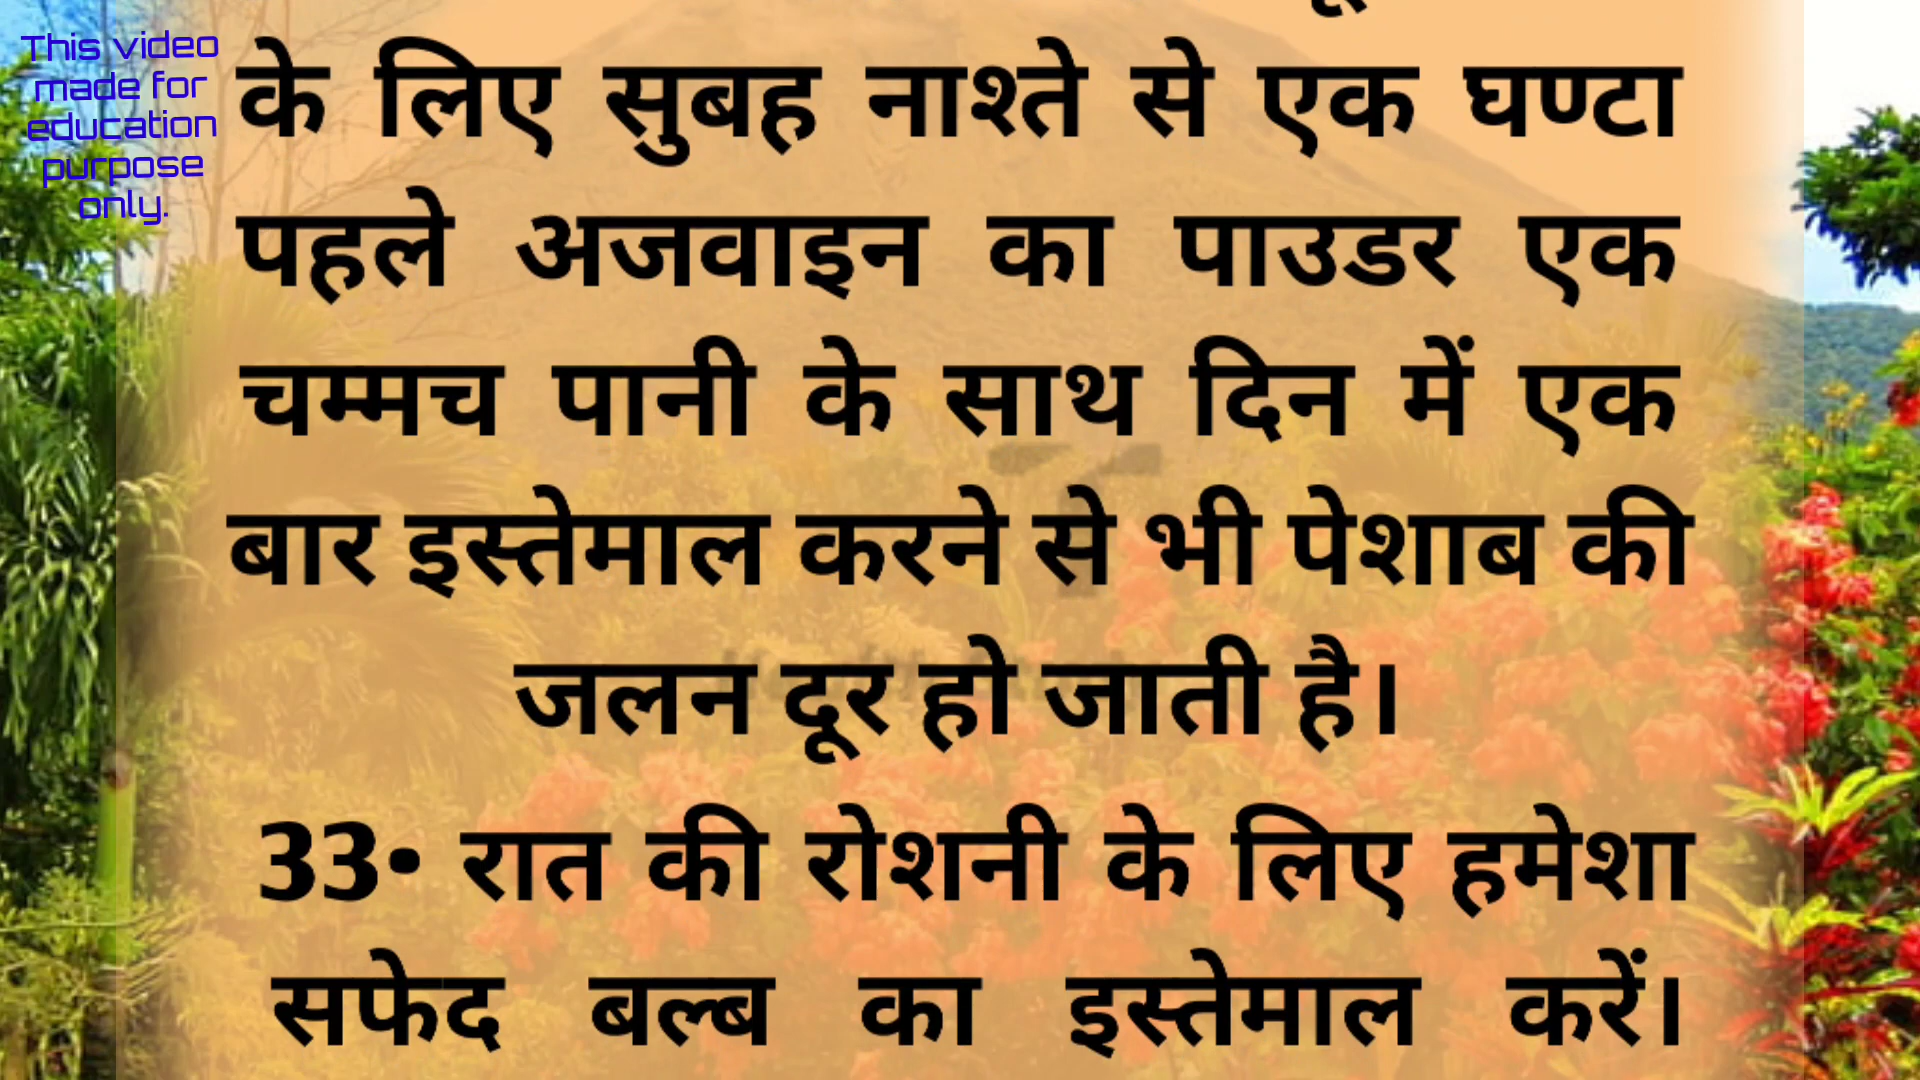 This video
made for
education
purpose
only.
के लिए सुबह नाश्ते से एक घण्टा
पहले अजवाइन का पाउडर एक
चम्मच पानी के साथ दिन में एक
बार इस्तेमाल करने से भी पेशाब की
जलन दूर हो जाती है।
33• रात की रोशनी के लिए हमेशा
सफेद बल्ब का इस्तेमाल करें।